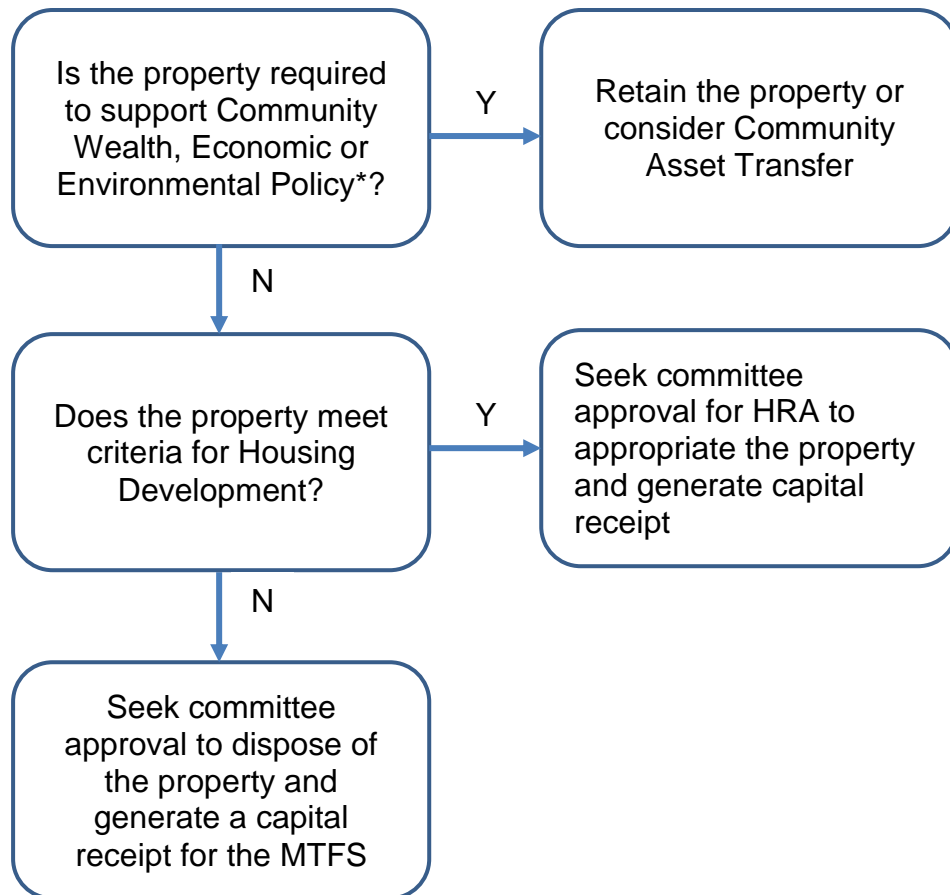 Is the property required
to support Community
Wealth, Economic or
Environmental Policy*?
Y
Retain the property or
consider Community
Asset Transfer
N
Does the property meet
criteria for Housing
Development?
Y
Seek committee
approval for HRA to
appropriate the property
and generate capital
receipt
N
Seek committee
approval to dispose of
the property and
generate a capital
receipt for the MTFS